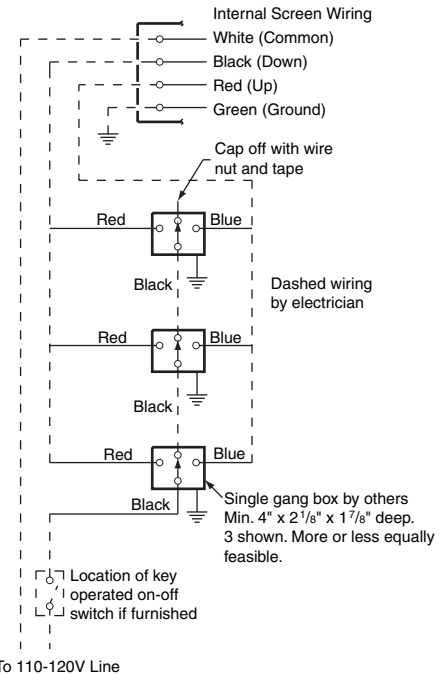 Internal Screen Wiring
White (Common)
Black (Down)
Red (Up)
Green (Ground)
Cap off with wire
nut and tape
Red
Blue
Black
Dashed wiring
by electrician
Red
Blue
Black
Red
Blue
Black
Single gang box by others
Min. 4" x 2 1/8" x 1 7/8" deep.
3 shown. More or less equally
feasible.
Location of key
operated on-off
switch if furnished
To 110-120V Line